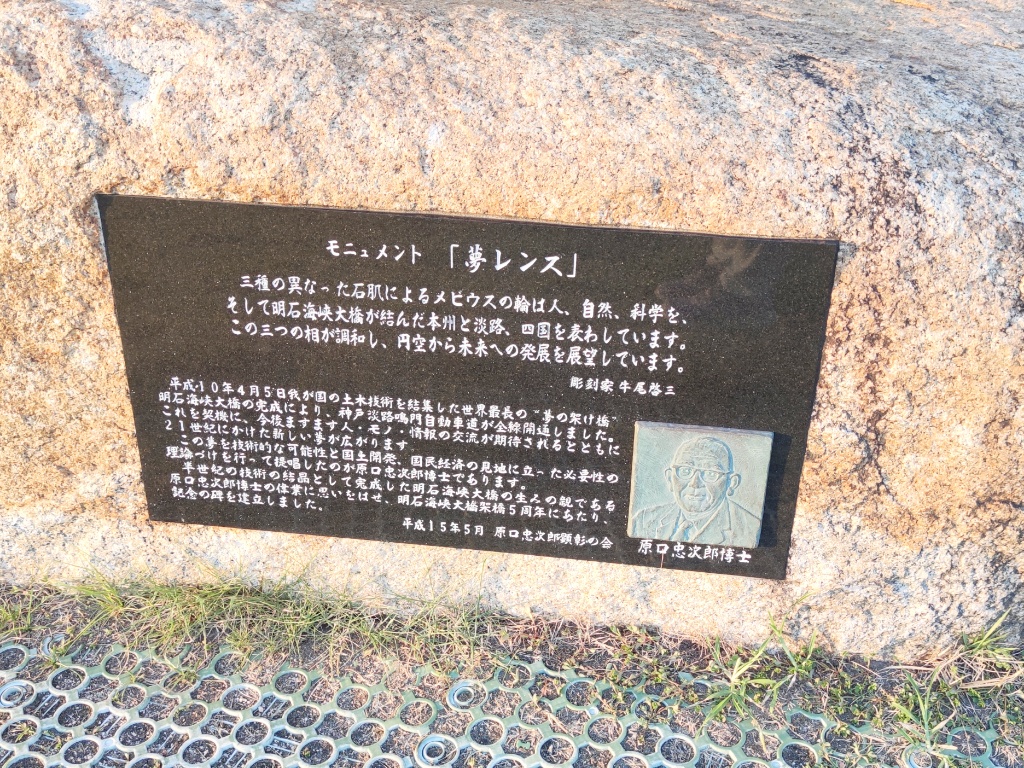 モニュメント 「夢レンズ」
三種の異なった石肌によるメビウスの輪は人、自然、科学を、
そして明石海峡大橋が結んだ本州と淡路、四国を表わしています。
この三つの相が調和し、円空から未来への発展を展望しています。
彫刻家 牛尾啓三
平成10年4月5日我が国の土木技術を結集した世界最長の"夢の架け橋"
明石海峡大橋の完成により、神戸淡路鳴門自動車道が全線開通しました。
これを契機に、今後ますます人・モノ・情報の交流が期待されるとともに
21世紀にかけた新しい夢が広がります。
この事を技術的な可能性と国土開発、国民経済の見地に立った必要性の
理論づけを行って提唱したのが原口忠次郎博士であります。
半世紀の技術の結晶として完成した明石海峡大橋の生みの親である
原口忠次郎博士の偉業に思いをはせ、明石海峡大橋架橋5周年にあたり、
記念の碑を建立しました。
平成15年5月 原口忠次郎顕彰の会
原口忠次郎博士